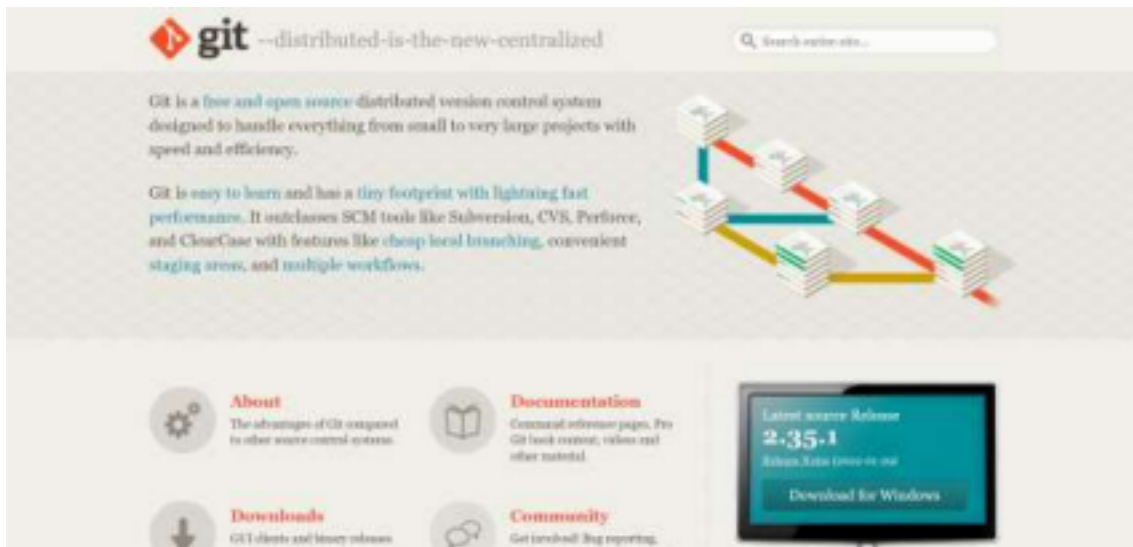 git --distributed-is-the-new-centralized
Search entire site...
Git is a free and open source distributed version control system
designed to handle everything from small to very large projects with
speed and efficiency.
Git is easy to learn and has a tiny footprint with lightning fast
performance. It outclasses SCM tools like Subversion, CVS, Perforce,
and ClearCase with features like cheap local branching, convenient
staging areas, and multiple workflows.
About
The advantages of Git compared
to other source control systems.
Documentation
Command reference pages, Pro
Git book content, videos and
other material.
Downloads
GUI clients and binary releases
Community
Get involved! Bug reporting,
Latest source Release
2.35.1
Release Notes
Download for Windows